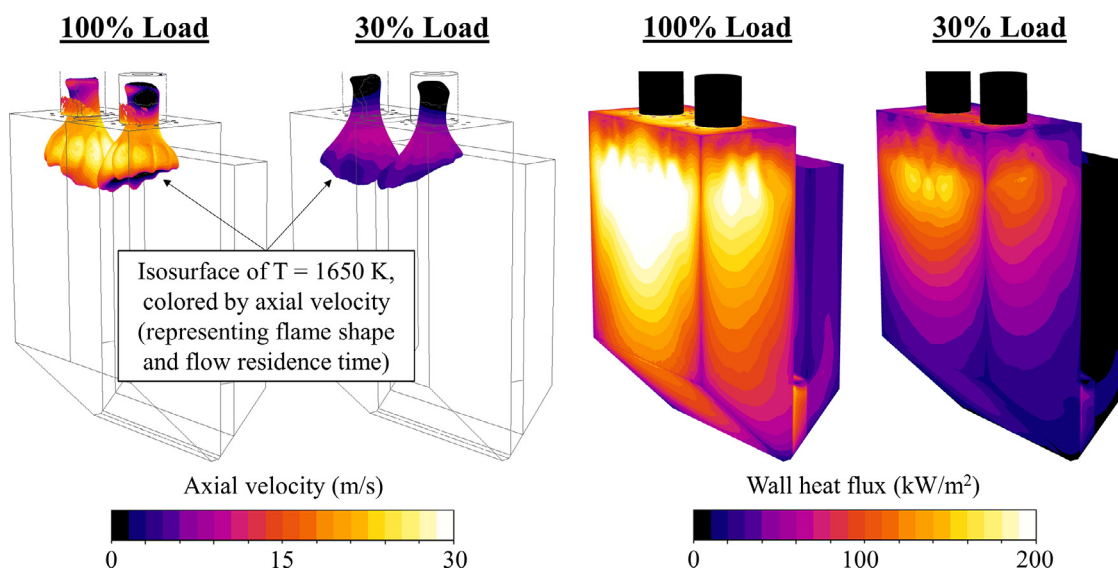 100% Load
30% Load
100% Load
30% Load
Isosurface of T = 1650 K,
colored by axial velocity
(representing flame shape
and flow residence time)
Axial velocity (m/s)
0 15 30
Wall heat flux (kW/m²)
0 100 200